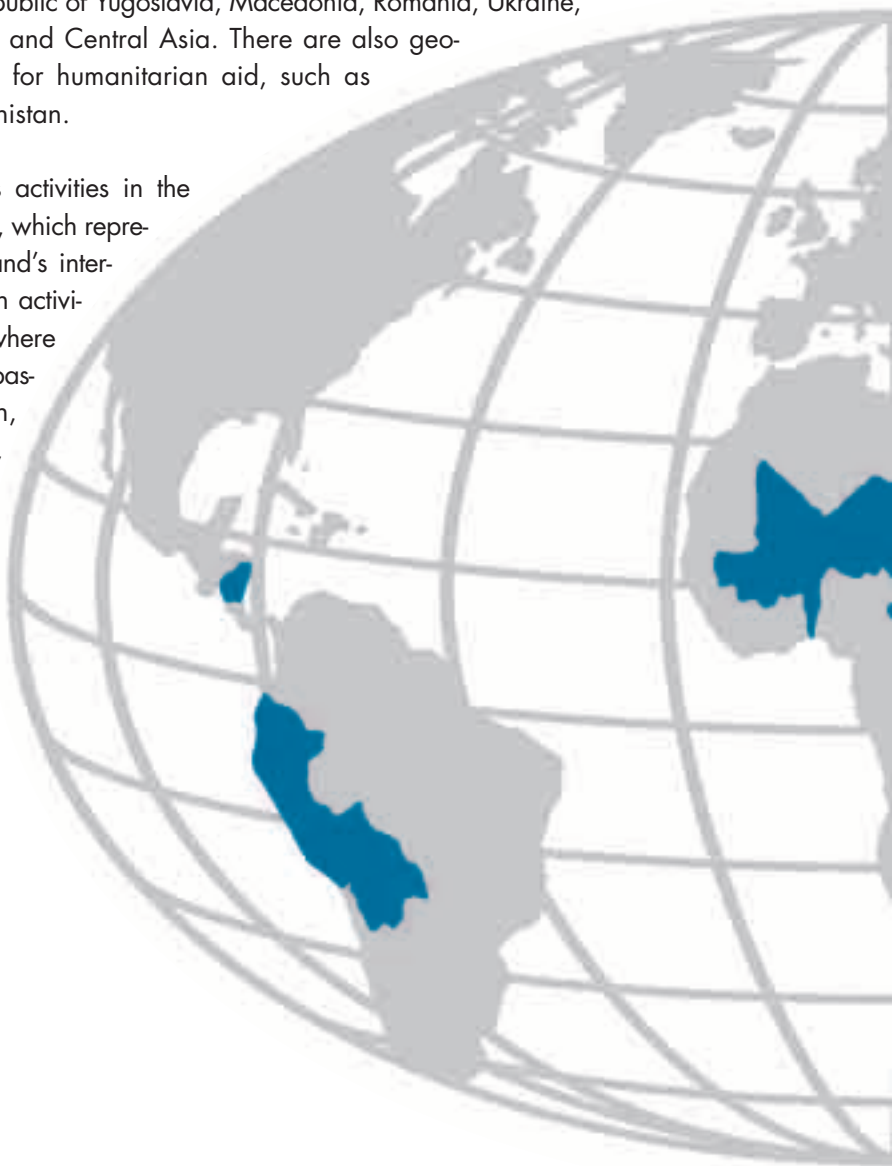 public of Yugoslavia, Macedonia, Romania, Ukraine,
and Central Asia. There are also geo-
for humanitarian aid, such as
nistan.
activities in the
, which repre-
and's inter-
activi-
where